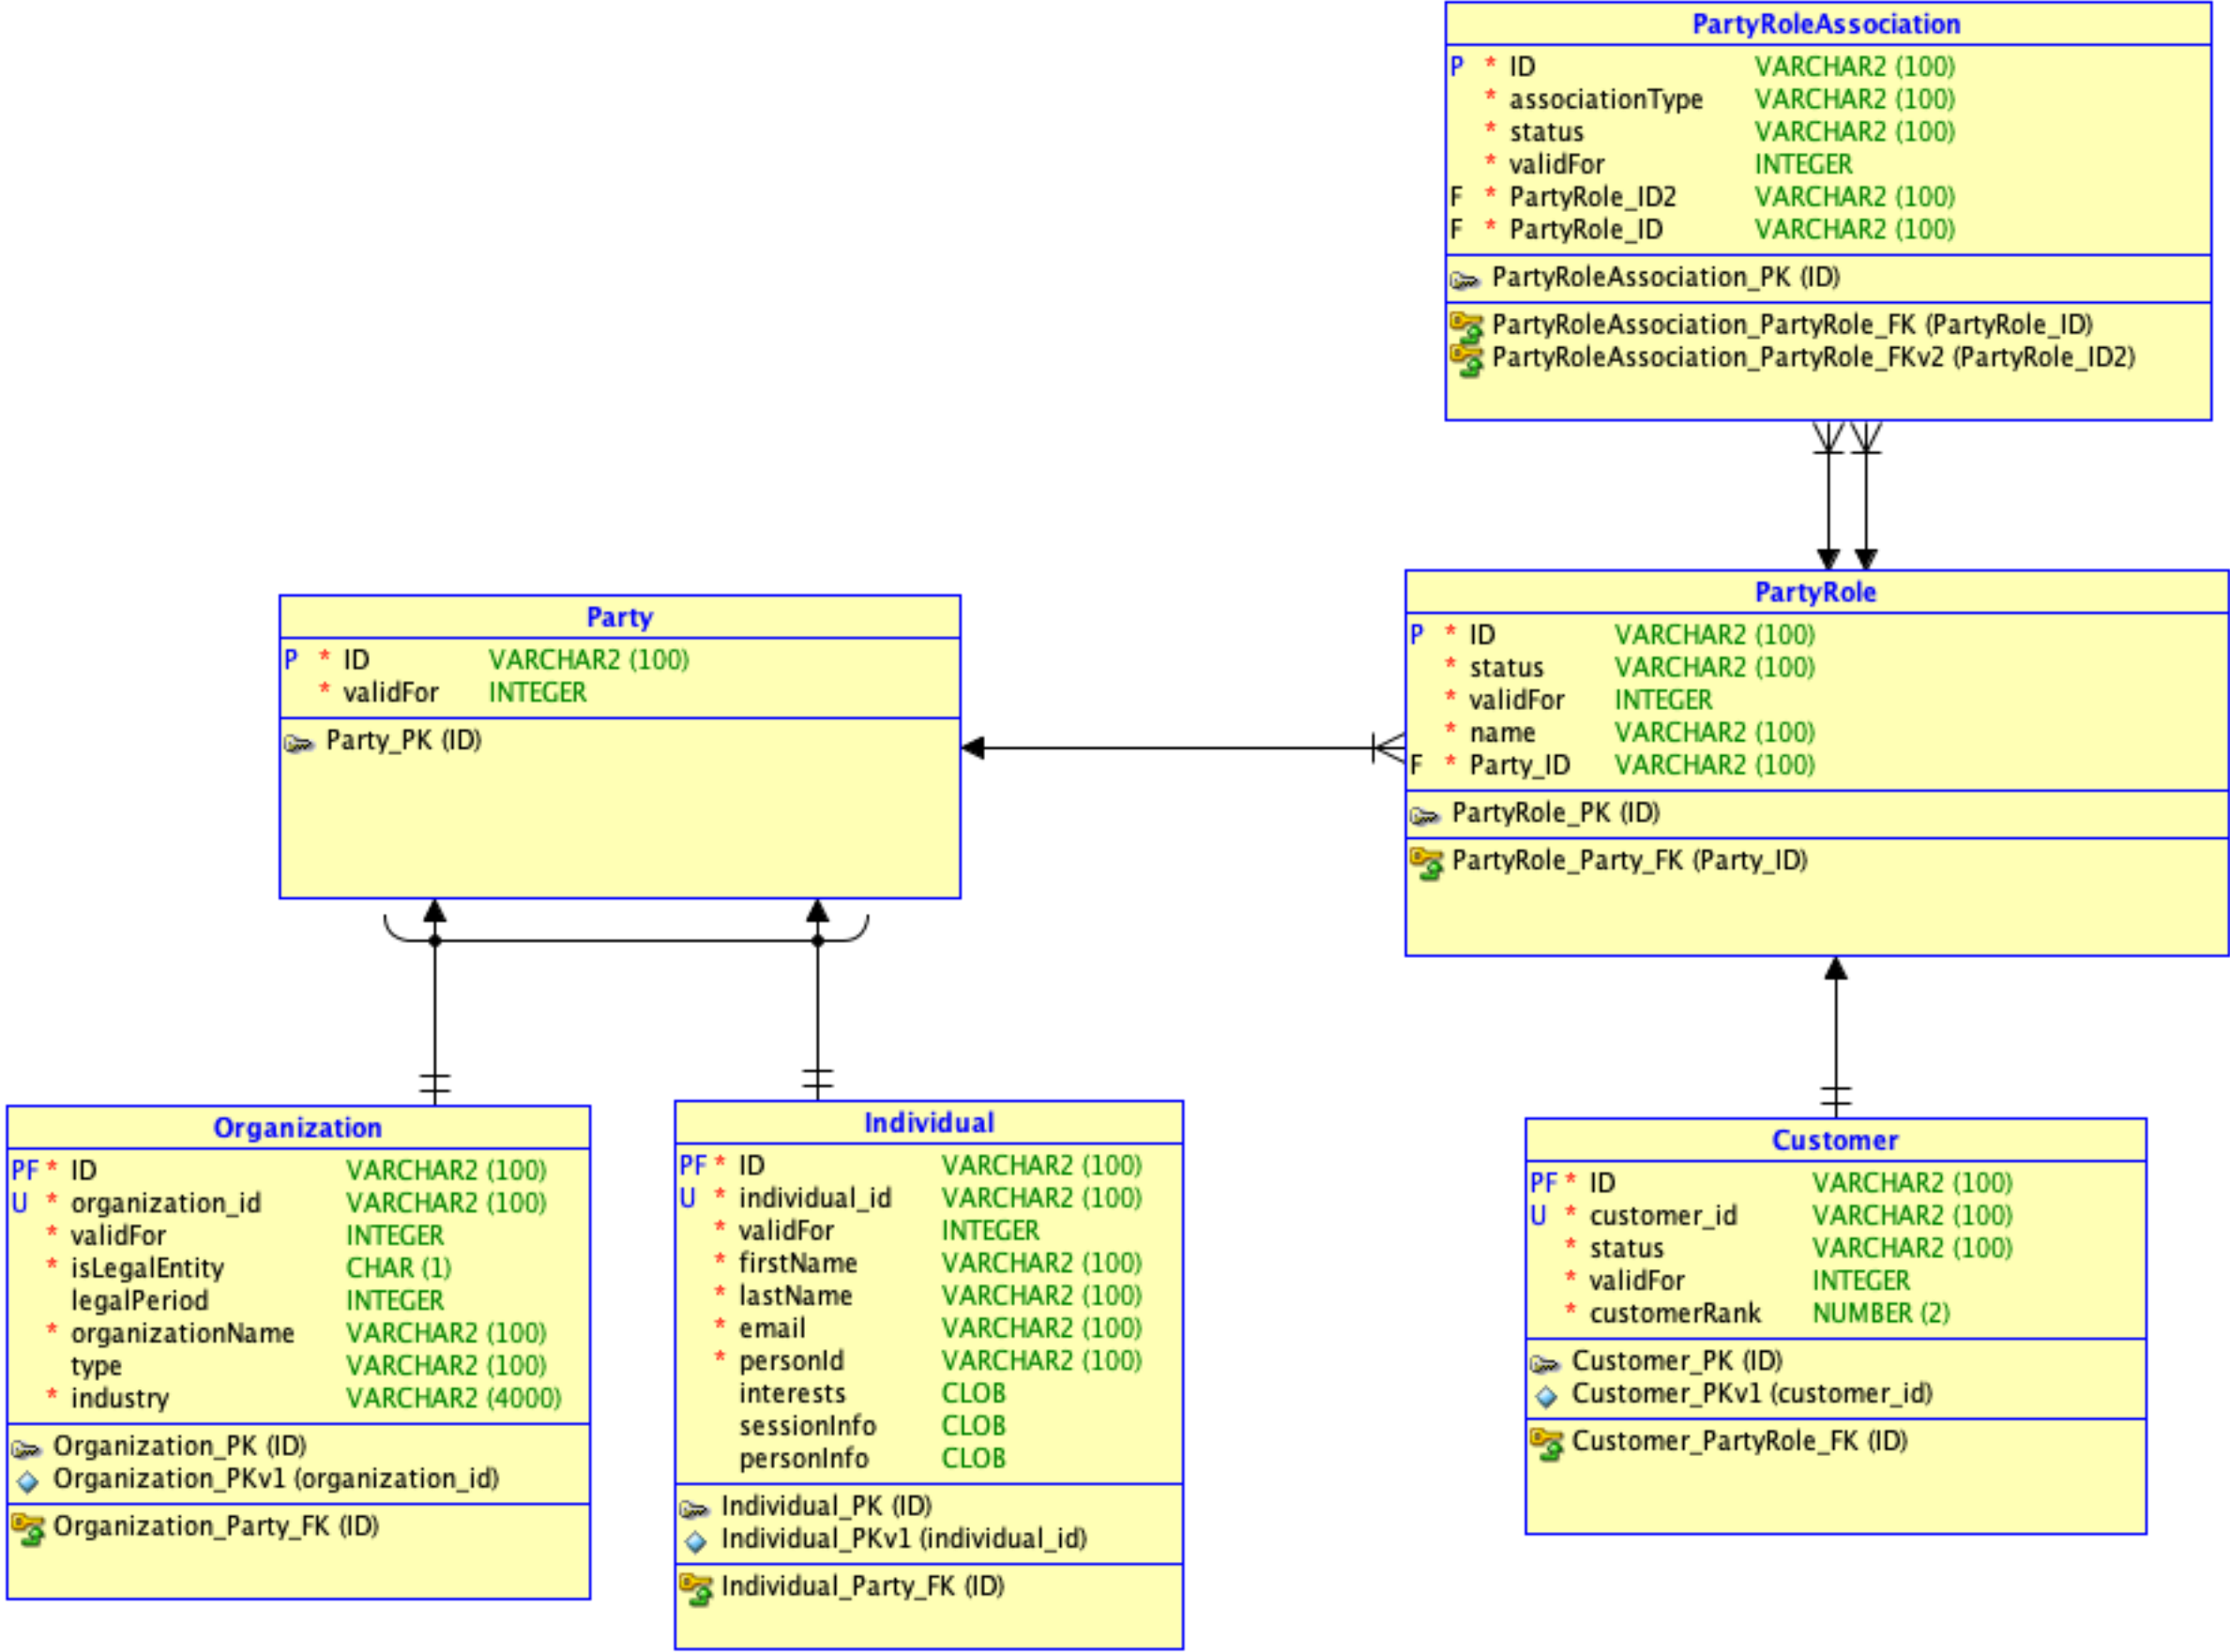 PartyRoleAssociation
P * ID VARCHAR2 (100)
* associationType VARCHAR2 (100)
* status VARCHAR2 (100)
* validFor INTEGER
F * PartyRole_ID2 VARCHAR2 (100)
F * PartyRole_ID VARCHAR2 (100)
PartyRoleAssociation_PK (ID)
PartyRoleAssociation_PartyRole_FK (PartyRole_ID)
PartyRoleAssociation_PartyRole_FKv2 (PartyRole_ID2)
Party
P * ID VARCHAR2 (100)
* validFor INTEGER
Party_PK (ID)
PartyRole
P * ID VARCHAR2 (100)
* status VARCHAR2 (100)
* validFor INTEGER
* name VARCHAR2 (100)
F * Party_ID VARCHAR2 (100)
PartyRole_PK (ID)
PartyRole_Party_FK (Party_ID)
Organization
PF * ID VARCHAR2 (100)
U * organization_id VARCHAR2 (100)
* validFor INTEGER
* isLegalEntity CHAR (1)
legalPeriod INTEGER
* organizationName VARCHAR2 (100)
type VARCHAR2 (100)
* industry VARCHAR2 (4000)
Organization_PK (ID)
Organization_PKv1 (organization_id)
Organization_Party_FK (ID)
Individual
PF * ID VARCHAR2 (100)
U * individual_id VARCHAR2 (100)
* validFor INTEGER
* firstName VARCHAR2 (100)
* lastName VARCHAR2 (100)
* email VARCHAR2 (100)
* personId VARCHAR2 (100)
interests CLOB
sessionInfo CLOB
personInfo CLOB
Individual_PK (ID)
Individual_PKv1 (individual_id)
Individual_Party_FK (ID)
Customer
PF * ID VARCHAR2 (100)
U * customer_id VARCHAR2 (100)
* status VARCHAR2 (100)
* validFor INTEGER
* customerRank NUMBER (2)
Customer_PK (ID)
Customer_PKv1 (customer_id)
Customer_PartyRole_FK (ID)